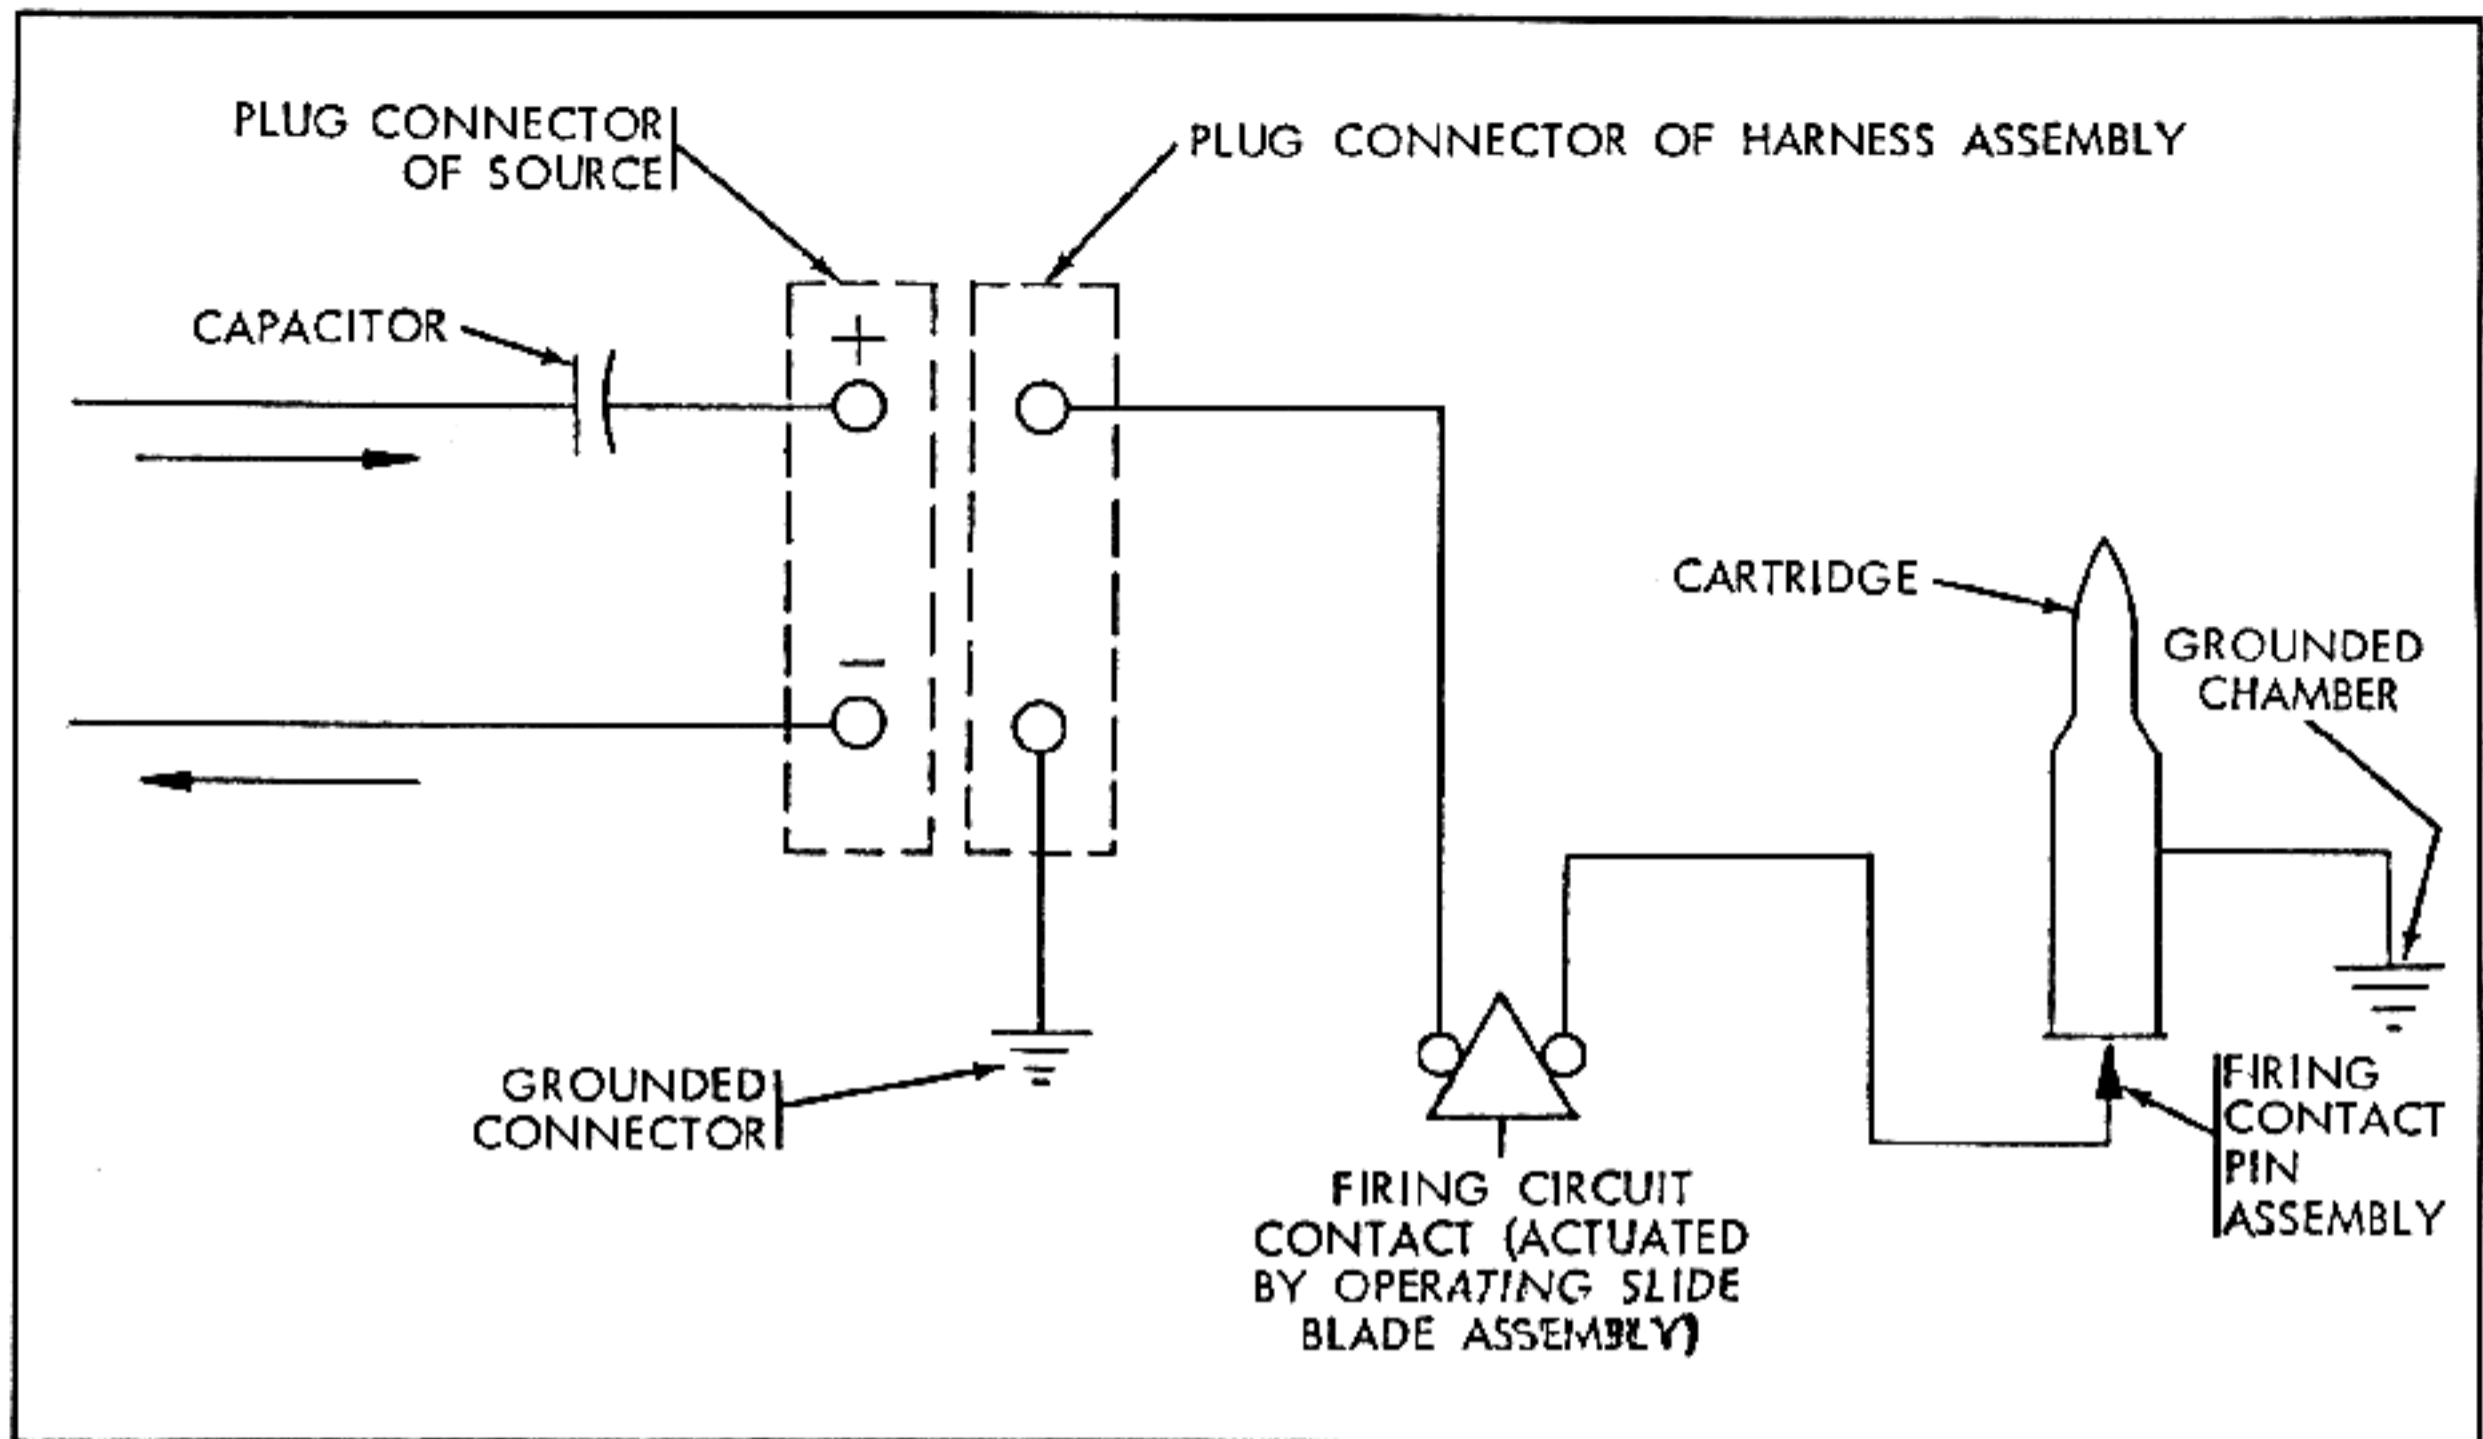 PLUG CONNECTOR
OF SOURCE
PLUG CONNECTOR OF HARNESS ASSEMBLY
CAPACITOR
+
CARTRIDGE
GROUNDED
CHAMBER
−
GROUNDED
CONNECTOR
FIRING
CONTACT
PIN
ASSEMBLY
FIRING CIRCUIT
CONTACT (ACTUATED
BY OPERATING SLIDE
BLADE ASSEMBLY)